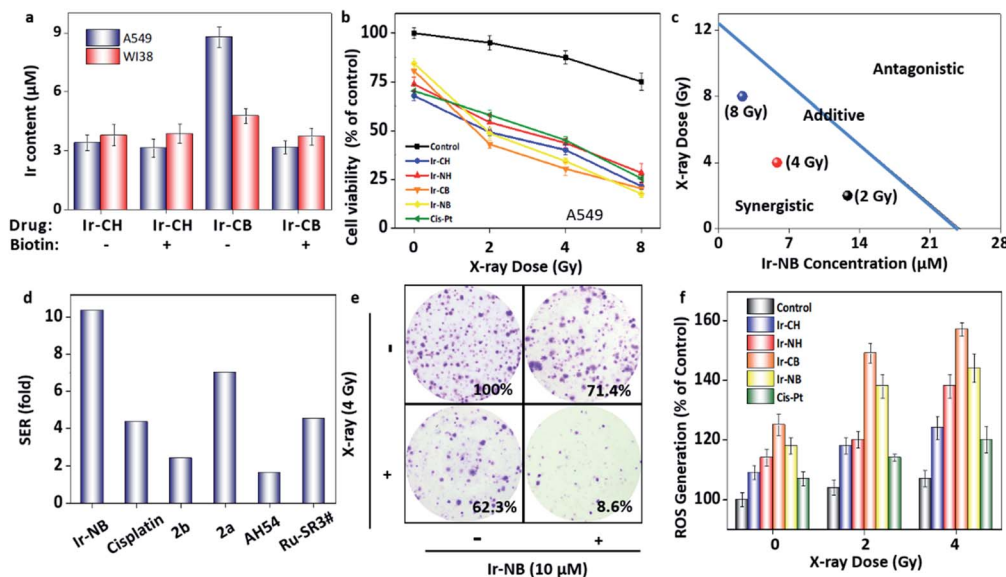 a
Ir content (μM)
9
6
3
0
A549
WI38
Drug: Ir-CH Ir-CH Ir-CB Ir-CB
Biotin: - + - +
b
Cell viability (% of control)
100
75
50
25
0
Control
Ir-CH
Ir-NH
Ir-CB
Ir-NB
Cis-Pt
A549
0 2 4 8
X-ray Dose (Gy)
c
X-ray Dose (Gy)
12
8
4
0
Antagonistic
Additive
(8 Gy)
(4 Gy)
(2 Gy)
Synergistic
0 7 14 21 28
Ir-NB Concentration (μM)
d
SER (fold)
10
8
6
4
2
0
Ir-NB Cisplatin 2b 2a AH54 Ru-SR3#
e
X-ray (4 Gy)
-
+
100%
71.4%
62.3%
8.6%
- +
Ir-NB (10 μM)
f
ROS Generation (% of Control)
160
140
120
100
Control
Ir-CH
Ir-NH
Ir-CB
Ir-NB
Cis-Pt
0 2 4
X-ray Dose (Gy)